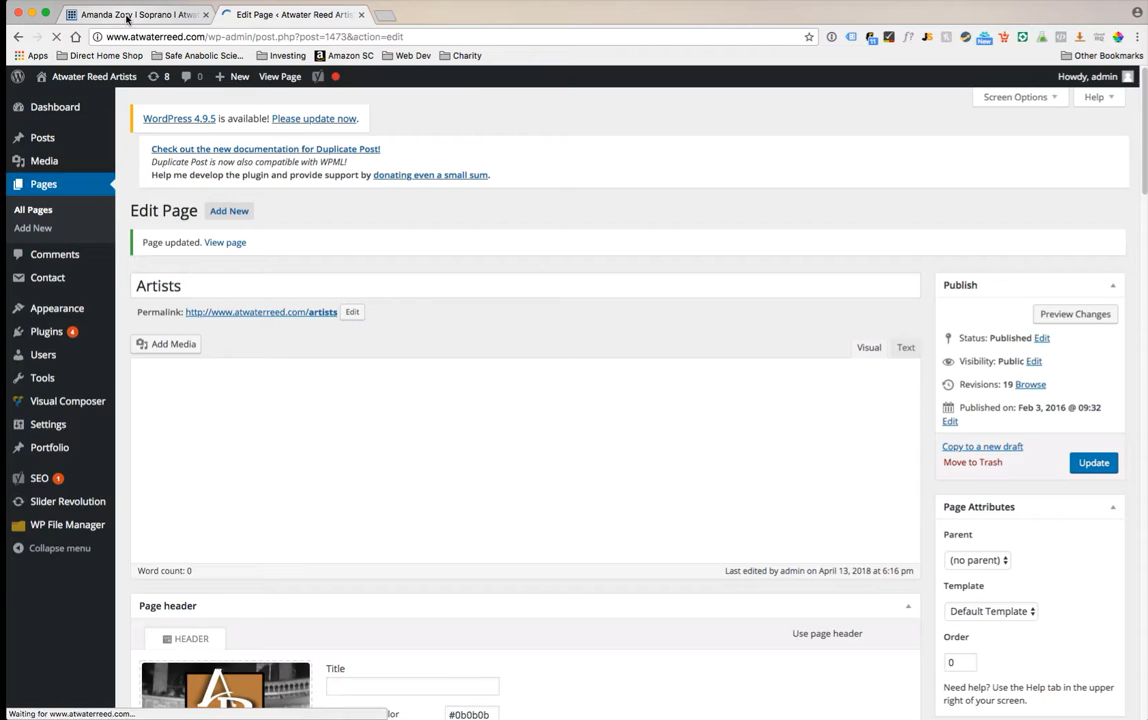 Amanda Zory | Soprano | Atwat
Edit Page ‹ Atwater Reed Artis
www.atwaterreed.com/wp-admin/post.php?post=1473&action=edit
Apps Direct Home Shop Safe Anabolic Scie... Investing Amazon SC Web Dev Charity Other Bookmarks
Atwater Reed Artists 8 0 + New View Page Howdy, admin
Dashboard
Posts
Media
Pages
All Pages
Add New
Comments
Contact
Appearance
Plugins 4
Users
Tools
Visual Composer
Settings
Portfolio
SEO 1
Slider Revolution
WP File Manager
Collapse menu
Screen Options Help
WordPress 4.9.5 is available! Please update now.
Check out the new documentation for Duplicate Post!
Duplicate Post is now also compatible with WPML!
Help me develop the plugin and provide support by donating even a small sum.
Edit Page Add New
Page updated. View page
Artists
Permalink: http://www.atwaterreed.com/artists Edit
Add Media
Visual Text
Word count: 0 Last edited by admin on April 13, 2018 at 6:16 pm
Page header
HEADER
Use page header
Title
lor #0b0b0b
Publish
Preview Changes
Status: Published Edit
Visibility: Public Edit
Revisions: 19 Browse
Published on: Feb 3, 2016 @ 09:32
Edit
Copy to a new draft
Move to Trash
Update
Page Attributes
Parent
(no parent)
Template
Default Template
Order
0
Need help? Use the Help tab in the upper
right of your screen.
Waiting for www.atwaterreed.com...